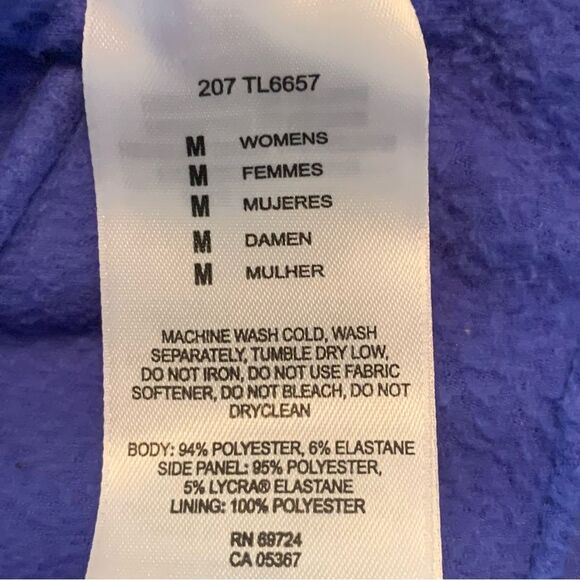 207 TL6657
M WOMENS
M FEMMES
M MUJERES
M DAMEN
M MULHER
MACHINE WASH COLD, WASH
SEPARATELY, TUMBLE DRY LOW,
DO NOT IRON, DO NOT USE FABRIC
SOFTENER, DO NOT BLEACH, DO NOT
DRYCLEAN
BODY: 94% POLYESTER, 6% ELASTANE
SIDE PANEL: 95% POLYESTER,
5% LYCRA® ELASTANE
LINING: 100% POLYESTER
RN 69724
CA 05367